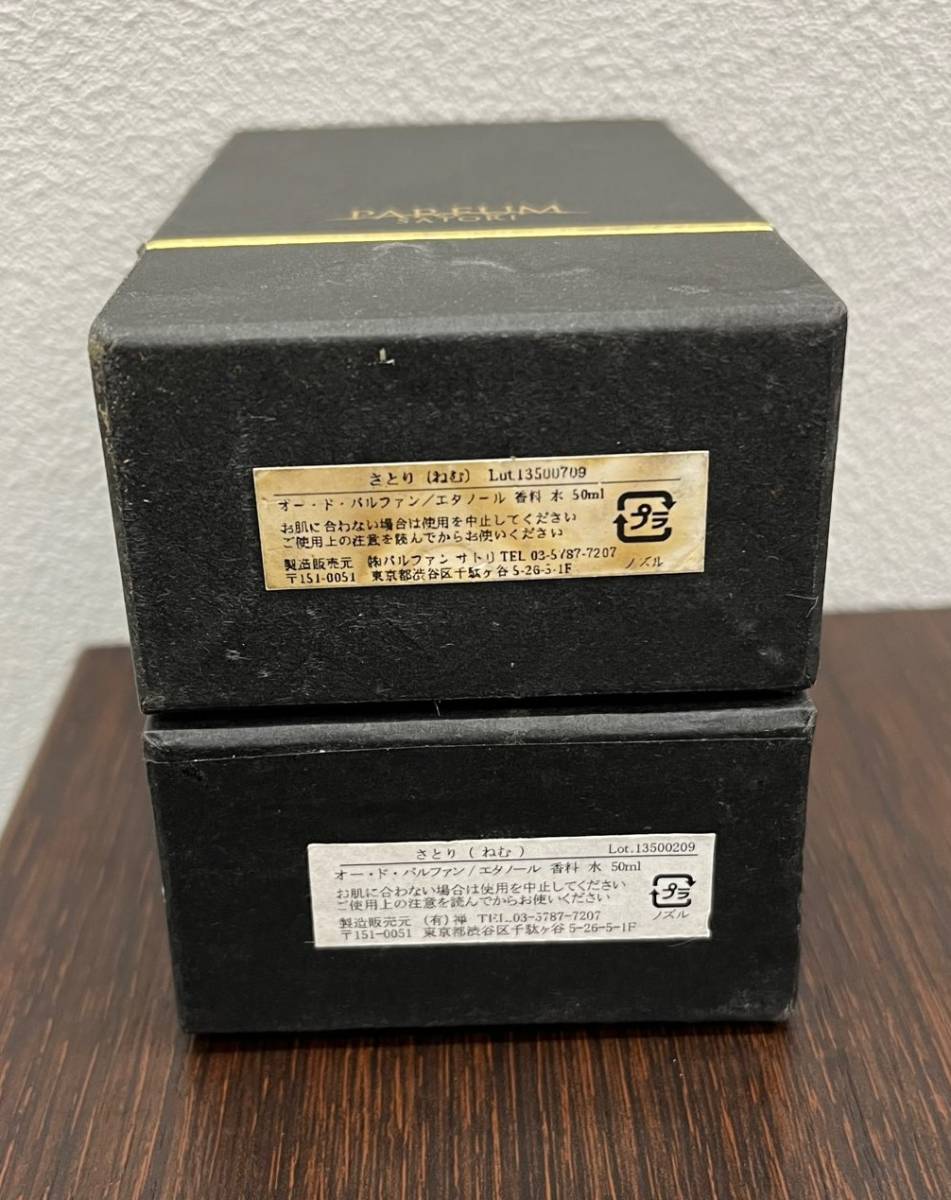 PARFUM
SATORI
さとり (ねむ) Lot.13500709
オー・ド・パルファン/エタノール 香料 水 50ml
お肌に合わない場合は使用を中止してください
ご使用上の注意を読んでからお使いください
プラ
製造販売元 ㈱パルファン サトリ TEL 03-5787-7207
ノズル
〒151-0051 東京都渋谷区千駄ヶ谷 5-26-5-1F
さとり ( ねむ ) Lot.13500209
オー・ド・パルファン/エタノール 香料 水 50ml
お肌に合わない場合は使用を中止してください
ご使用上の注意を読んでからお使いください
プラ
製造販売元 (有) TEL.03-5787-7207
ノズル
〒151-0051 東京都渋谷区千駄ヶ谷 5-26-5-1F